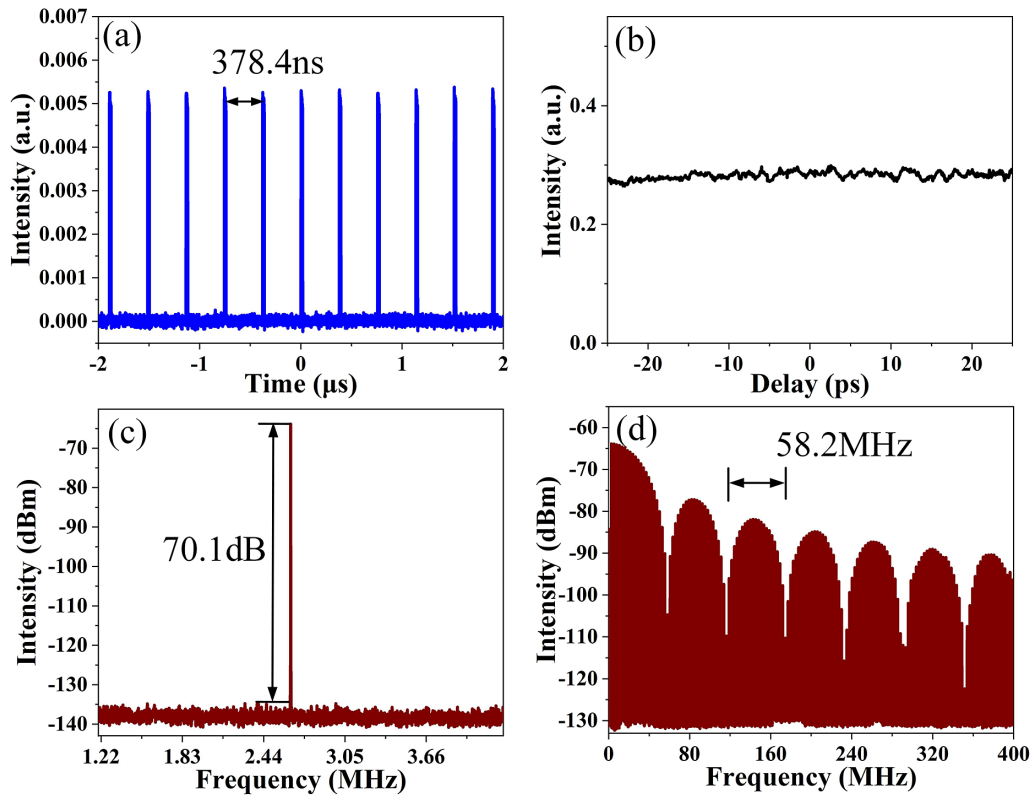 (a)
378.4ns
0.007
0.006
0.005
0.004
0.003
0.002
0.001
0.000
Intensity (a.u.)
-2 -1 0 1 2
Time (μs)
(b)
0.4
0.2
0.0
Intensity (a.u.)
-20 -10 0 10 20
Delay (ps)
(c)
70.1dB
-70
-80
-90
-100
-110
-120
-130
-140
Intensity (dBm)
1.22 1.83 2.44 3.05 3.66
Frequency (MHz)
(d)
58.2MHz
-60
-70
-80
-90
-100
-110
-120
-130
Intensity (dBm)
0 80 160 240 320 400
Frequency (MHz)